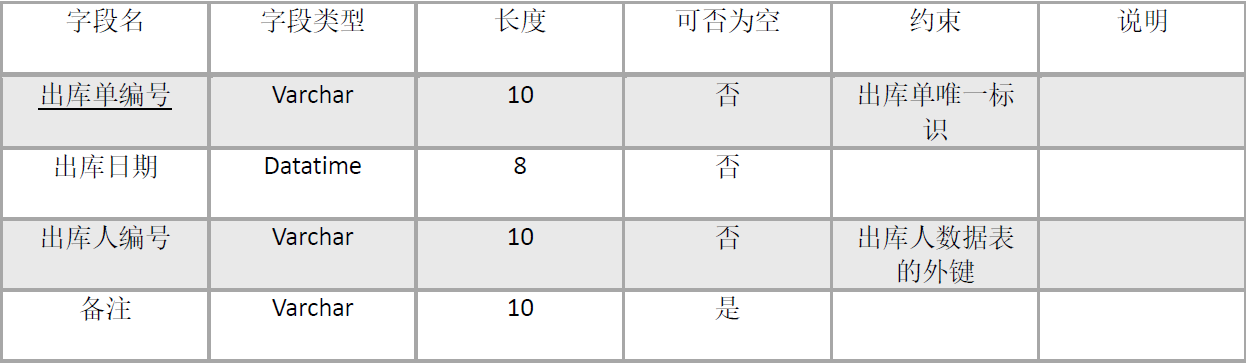 字段名 字段类型 长度 可否为空 约束 说明
出库单编号 Varchar 10 否 出库单唯一标
识
出库日期 Datatime 8 否
出库人编号 Varchar 10 否 出库人数据表
的外键
备注 Varchar 10 是